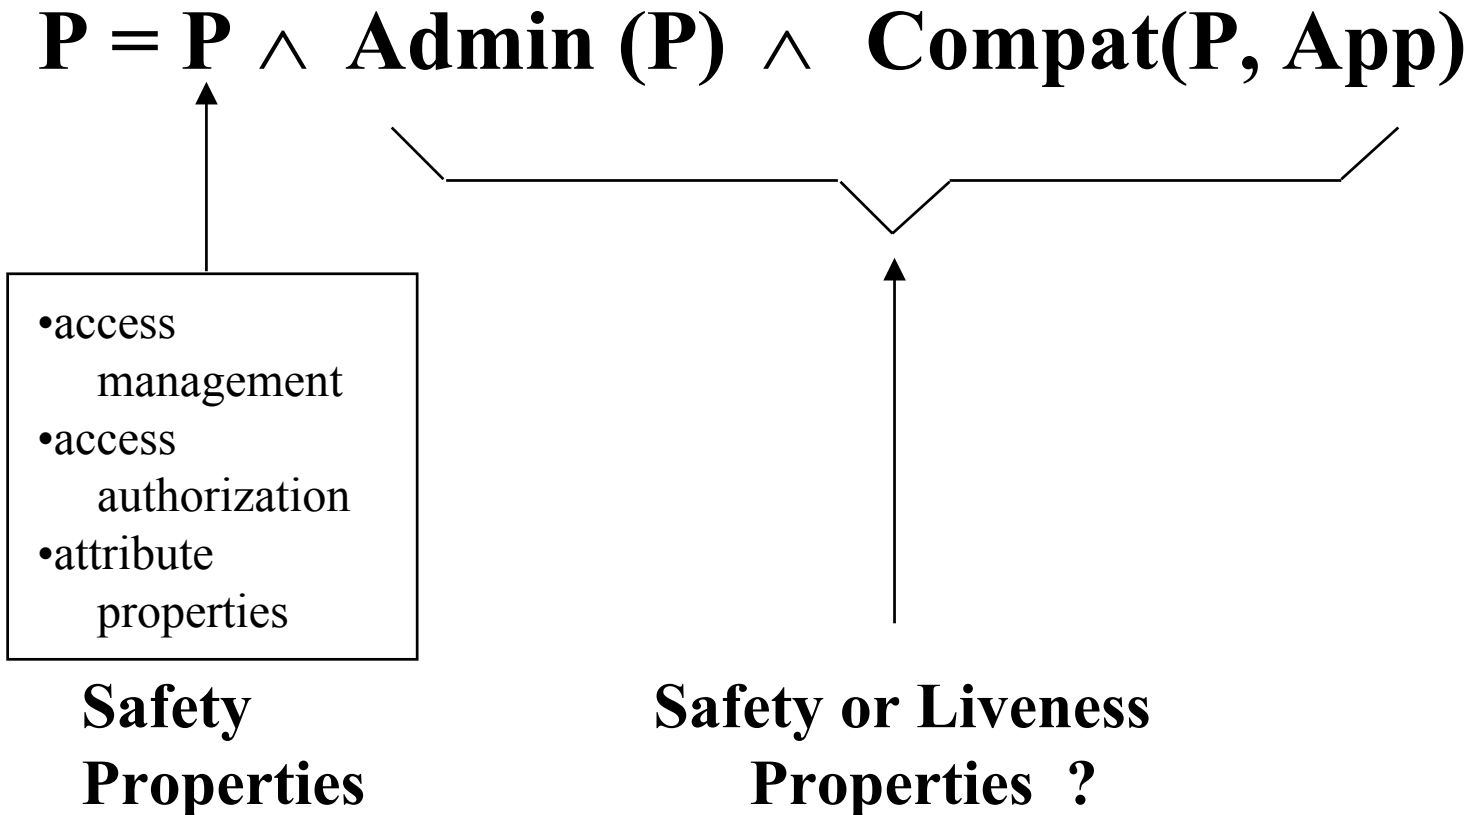 P = P ∧ Admin (P) ∧ Compat(P, App)
•access
management
•access
authorization
•attribute
properties
Safety
Properties
Safety or Liveness
Properties ?